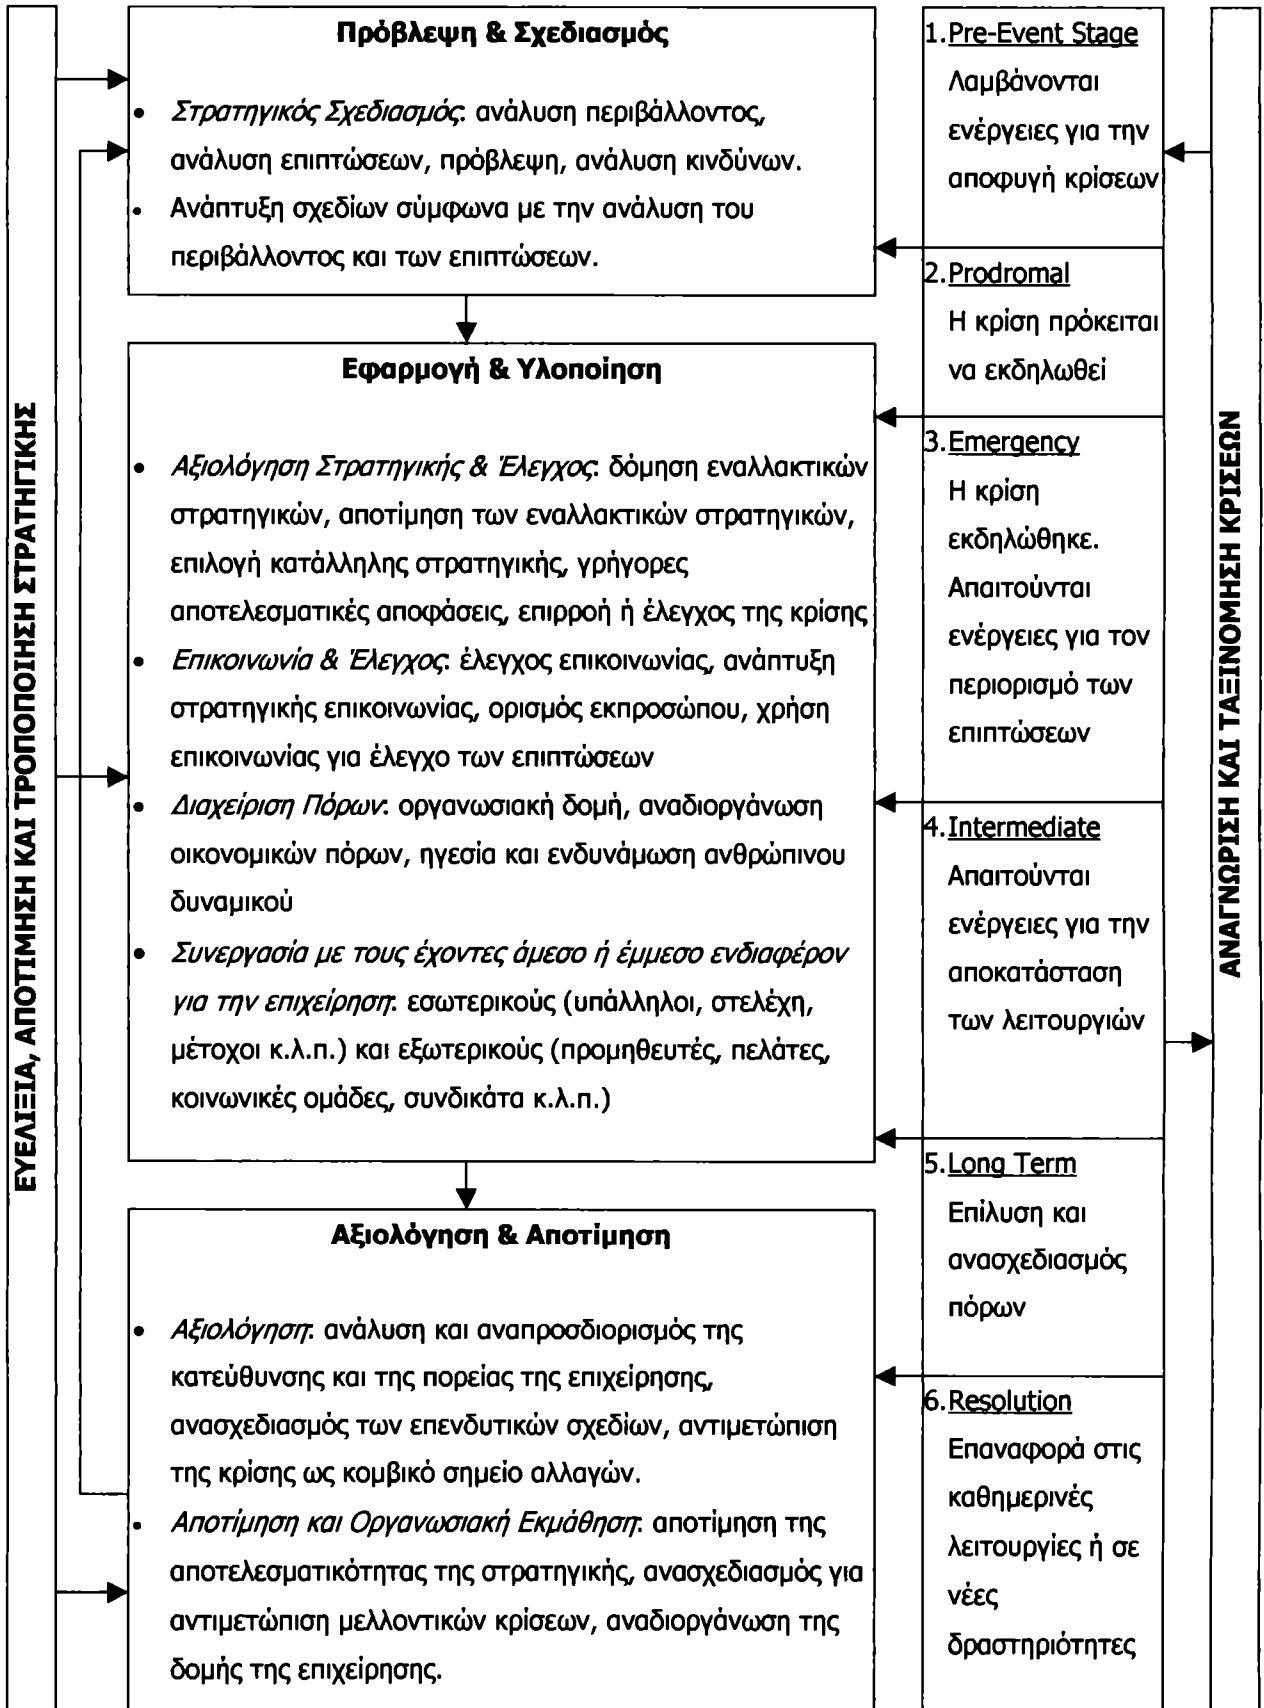 ΕΥΕΛΙΞΙΑ, ΑΠΟΤΙΜΗΣΗ ΚΑΙ ΤΡΟΠΟΠΟΙΗΣΗ ΣΤΡΑΤΗΓΙΚΗΣ
Πρόβλεψη & Σχεδιασμός
• Στρατηγικός Σχεδιασμός: ανάλυση περιβάλλοντος,
ανάλυση επιπτώσεων, πρόβλεψη, ανάλυση κινδύνων.
• Ανάπτυξη σχεδίων σύμφωνα με την ανάλυση του
περιβάλλοντος και των επιπτώσεων.
Εφαρμογή & Υλοποίηση
• Αξιολόγηση Στρατηγικής & Έλεγχος: δόμηση εναλλακτικών
στρατηγικών, αποτίμηση των εναλλακτικών στρατηγικών,
επιλογή κατάλληλης στρατηγικής, γρήγορες
αποτελεσματικές αποφάσεις, επιρροή ή έλεγχος της κρίσης
• Επικοινωνία & Έλεγχος: έλεγχος επικοινωνίας, ανάπτυξη
στρατηγικής επικοινωνίας, ορισμός εκπροσώπου, χρήση
επικοινωνίας για έλεγχο των επιπτώσεων
• Διαχείριση Πόρων: οργανωσιακή δομή, αναδιοργάνωση
οικονομικών πόρων, ηγεσία και ενδυνάμωση ανθρώπινου
δυναμικού
• Συνεργασία με τους έχοντες άμεσο ή έμμεσο ενδιαφέρον
για την επιχείρηση: εσωτερικούς (υπάλληλοι, στελέχη,
μέτοχοι κ.λ.π.) και εξωτερικούς (προμηθευτές, πελάτες,
κοινωνικές ομάδες, συνδικάτα κ.λ.π.)
Αξιολόγηση & Αποτίμηση
• Αξιολόγηση: ανάλυση και αναπροσδιορισμός της
κατεύθυνσης και της πορείας της επιχείρησης,
ανασχεδιασμός των επενδυτικών σχεδίων, αντιμετώπιση
της κρίσης ως κομβικό σημείο αλλαγών.
• Αποτίμηση και Οργανωσιακή Εκμάθηση: αποτίμηση της
αποτελεσματικότητας της στρατηγικής, ανασχεδιασμός για
αντιμετώπιση μελλοντικών κρίσεων, αναδιοργάνωση της
δομής της επιχείρησης.
1. Pre-Event Stage
Λαμβάνονται
ενέργειες για την
αποφυγή κρίσεων
2. Prodromal
Η κρίση πρόκειται
να εκδηλωθεί
3. Emergency
Η κρίση
εκδηλώθηκε.
Απαιτούνται
ενέργειες για τον
περιορισμό των
επιπτώσεων
4. Intermediate
Απαιτούνται
ενέργειες για την
αποκατάσταση
των λειτουργιών
5. Long Term
Επίλυση και
ανασχεδιασμός
πόρων
6. Resolution
Επαναφορά στις
καθημερινές
λειτουργίες ή σε
νέες
δραστηριότητες
ΑΝΑΓΝΩΡΙΣΗ ΚΑΙ ΤΑΞΙΝΟΜΗΣΗ ΚΡΙΣΕΩΝ